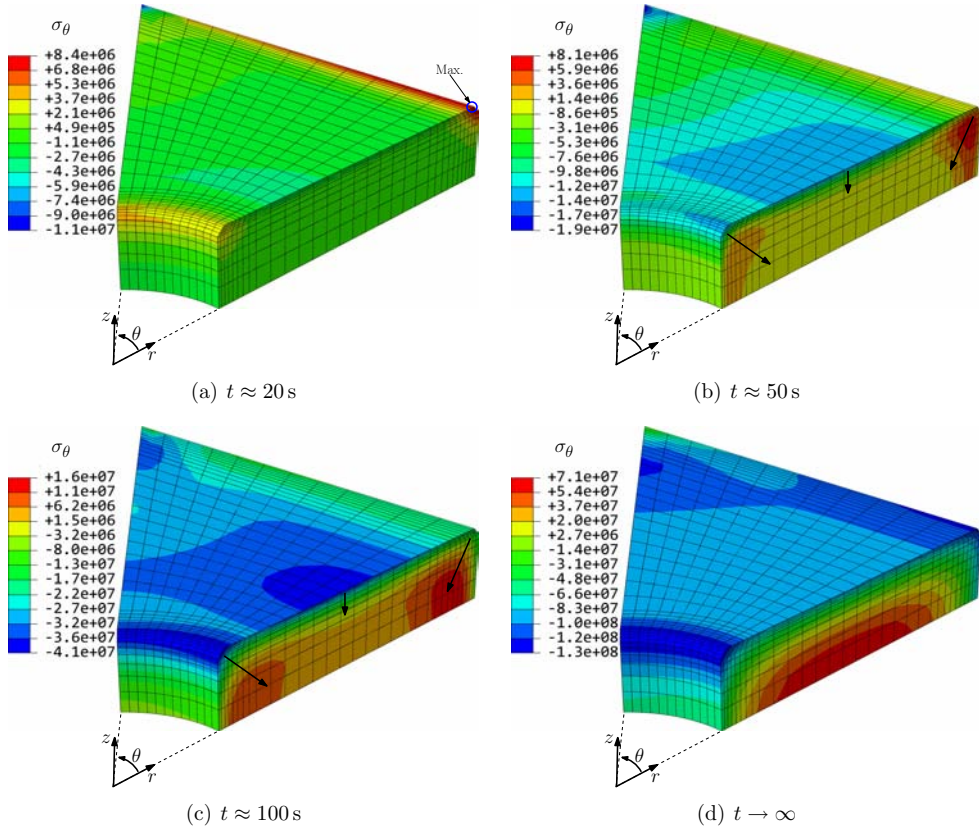 σθ
+8.4e+06
+6.8e+06
+5.3e+06
+3.7e+06
+2.1e+06
+4.9e+05
-1.1e+06
-2.7e+06
-4.3e+06
-5.9e+06
-7.4e+06
-9.0e+06
-1.1e+07
Max.
z
θ
r
(a) t ≈ 20 s
σθ
+8.1e+06
+5.9e+06
+3.6e+06
+1.4e+06
-8.6e+05
-3.1e+06
-5.3e+06
-7.6e+06
-9.8e+06
-1.2e+07
-1.4e+07
-1.7e+07
-1.9e+07
z
θ
r
(b) t ≈ 50 s
σθ
+1.6e+07
+1.1e+07
+6.2e+06
+1.5e+06
-3.3e+06
-8.0e+06
-1.3e+07
-1.7e+07
-2.2e+07
-2.7e+07
-3.2e+07
-3.6e+07
-4.1e+07
z
θ
r
(c) t ≈ 100 s
σθ
+7.1e+07
+5.4e+07
+3.7e+07
+2.0e+07
+2.7e+06
-1.4e+07
-3.1e+07
-4.8e+07
-6.6e+07
-8.3e+07
-1.0e+08
-1.2e+08
-1.3e+08
z
θ
r
(d) t → ∞